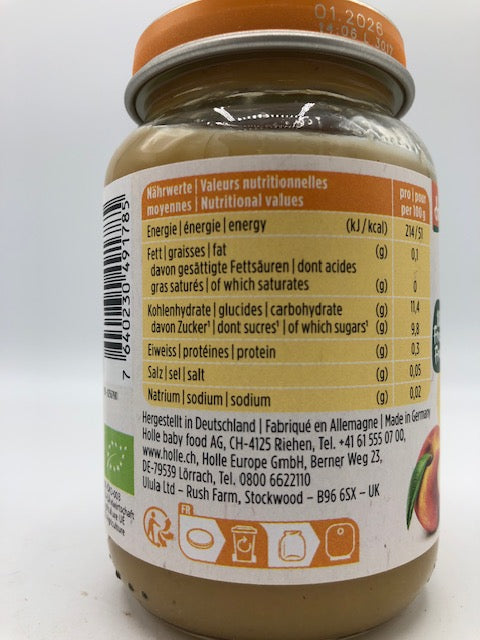 01.2026
14:06 L 301
Nährwerte | Valeurs nutritionnelles
moyennes | Nutritional values
pro | pour
per 100 g
Energie | énergie | energy (kJ / kcal) 214/51
Fett | graisses | fat (g) 0,1
davon gesättigte Fettsäuren | dont acides
gras saturés | of which saturates (g) 0
Kohlenhydrate | glucides | carbohydrate (g) 11,4
davon Zucker¹ | dont sucres¹ | of which sugars¹ (g) 9,8
Eiweiss | protéines | protein (g) 0,3
Salz | sel | salt (g) 0,05
Natrium | sodium | sodium (g) 0,02
Hergestellt in Deutschland | Fabriqué en Allemagne | Made in Germany
Holle baby food AG, CH-4125 Riehen, Tel. +41 61 555 07 00,
www.holle.ch, Holle Europe GmbH, Berner Weg 23,
DE-79539 Lörrach, Tel. 0800 6622110
Ulula Ltd – Rush Farm, Stockwood – B96 6SX – UK
FR
7 640230 491785